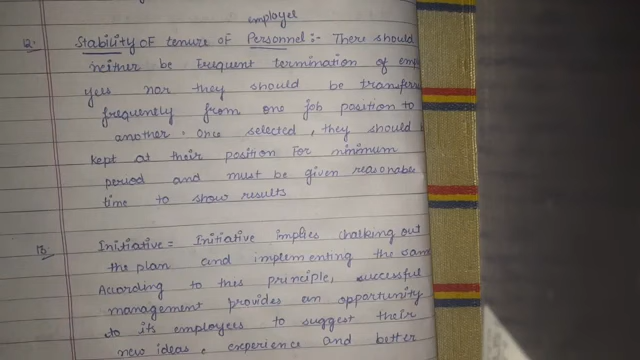 employel
12. Stability OF tenure OF Personnel :- There should
neither be Frequent termination of emp
yees nor they should be transferre
frequently from one job position to
another. Once selected, they should
kept at their position For minimum
period and must be given reasonable
time to show results
13. Initiative = Initiative implies chalking out
the plan and implementing the same
According to this principle, successful
management provides an opportunity
to its employees to suggest their
new ideas, experience and better